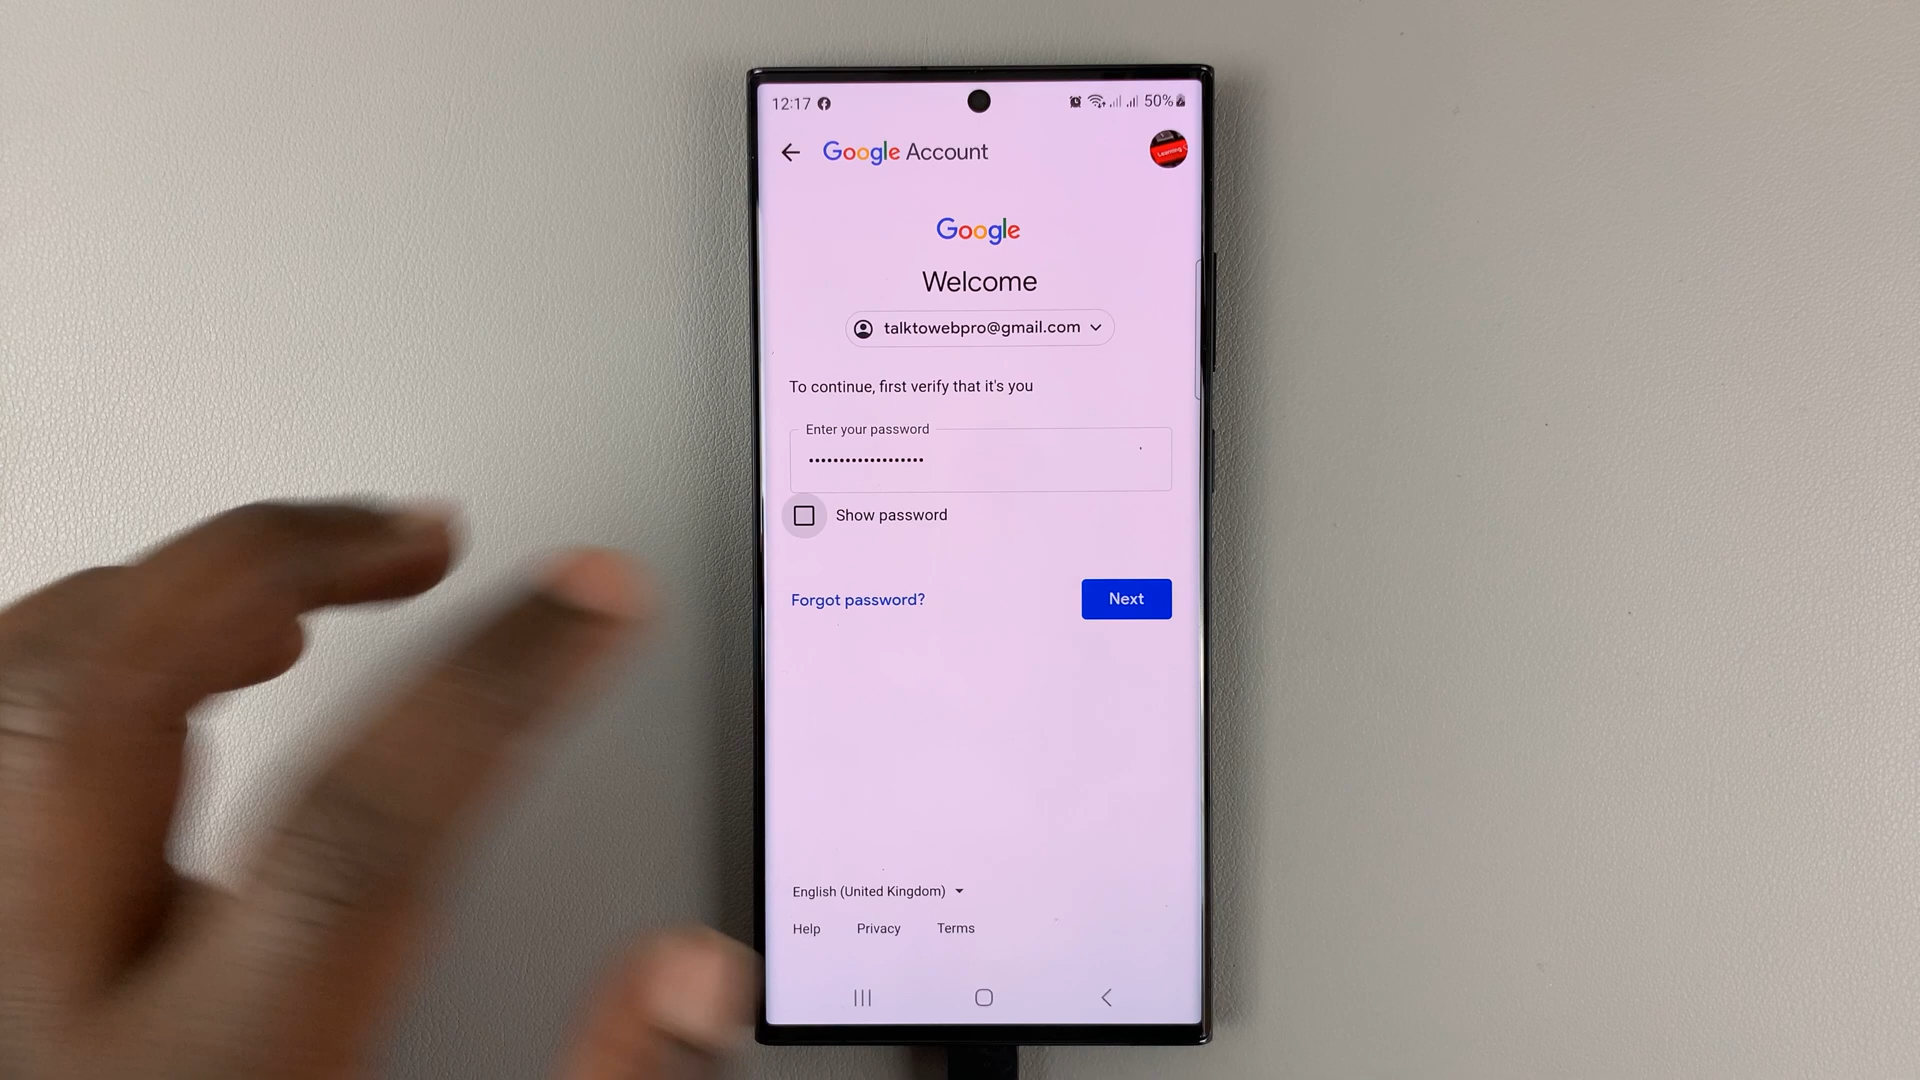 12:17 50%
Google Account
Learning
Google
Welcome
talktowebpro@gmail.com
To continue, first verify that it's you
Enter your password
•••••••••••••••••••
Show password
Forgot password? Next
English (United Kingdom)
Help Privacy Terms